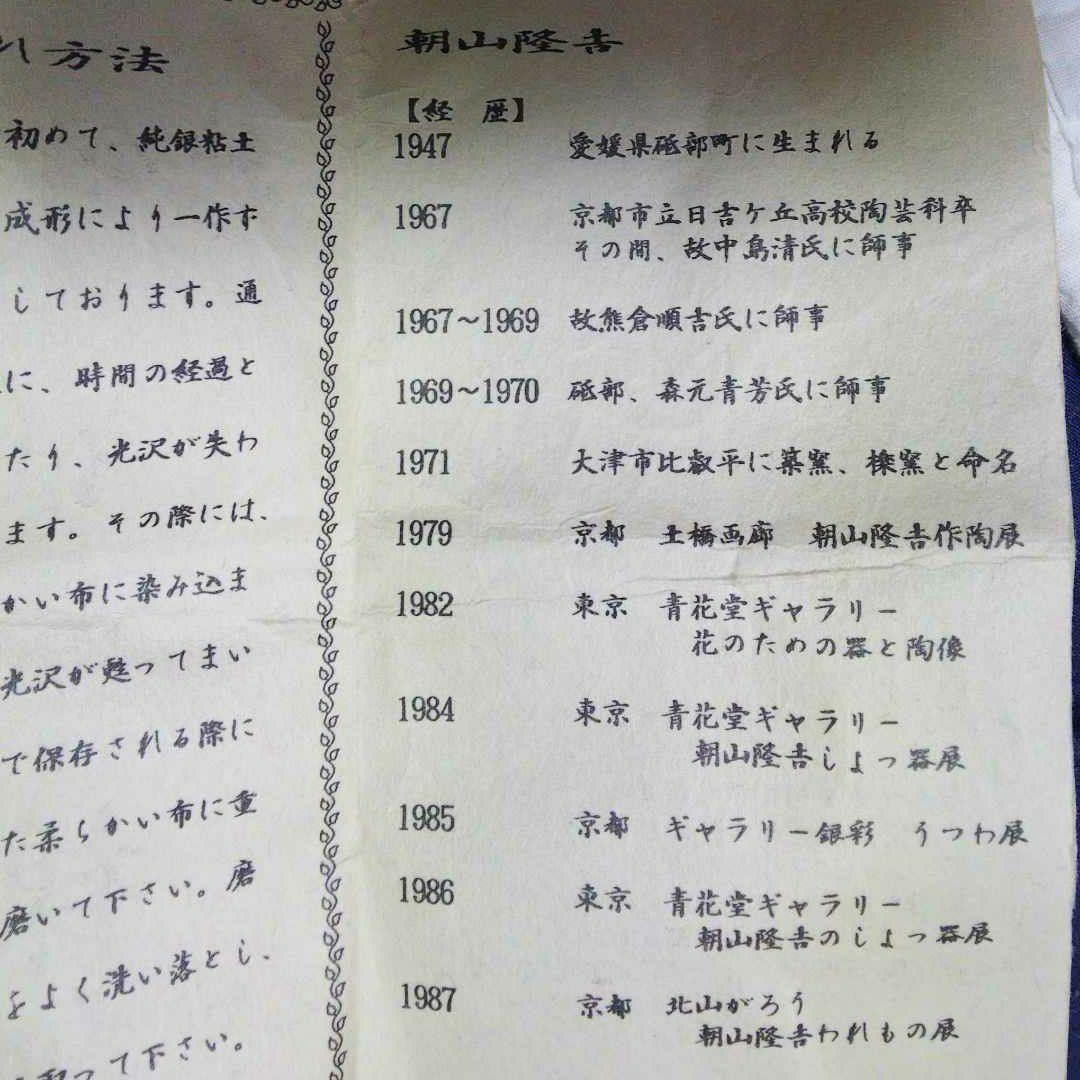 れ方法
初めて、純銀粘土
成形により一作ず
しております。通
に、時間の経過と
たり、光沢が失わ
ます。その際には、
かい布に染み込ま
光沢が甦ってまい
で保存される際に
た柔らかい布に重
磨いて下さい。磨
をよく洗い落とし、
って下さい。
朝山隆𠮷
【経 歴】
1947 愛媛県砥部町に生まれる
1967 京都市立日吉ケ丘高校陶芸科卒
その間、故中島清氏に師事
1967～1969 故熊倉順吉氏に師事
1969～1970 砥部、森元青芳氏に師事
1971 大津市比叡平に築窯、檪窯と命名
1979 京都 土橋画廊 朝山隆𠮷作陶展
1982 東京 青花堂ギャラリー
花のための器と陶像
1984 東京 青花堂ギャラリー
朝山隆𠮷しょっ器展
1985 京都 ギャラリー銀彩 うつわ展
1986 東京 青花堂ギャラリー
朝山隆𠮷のしょっ器展
1987 京都 北山がろう
朝山隆𠮷われもの展